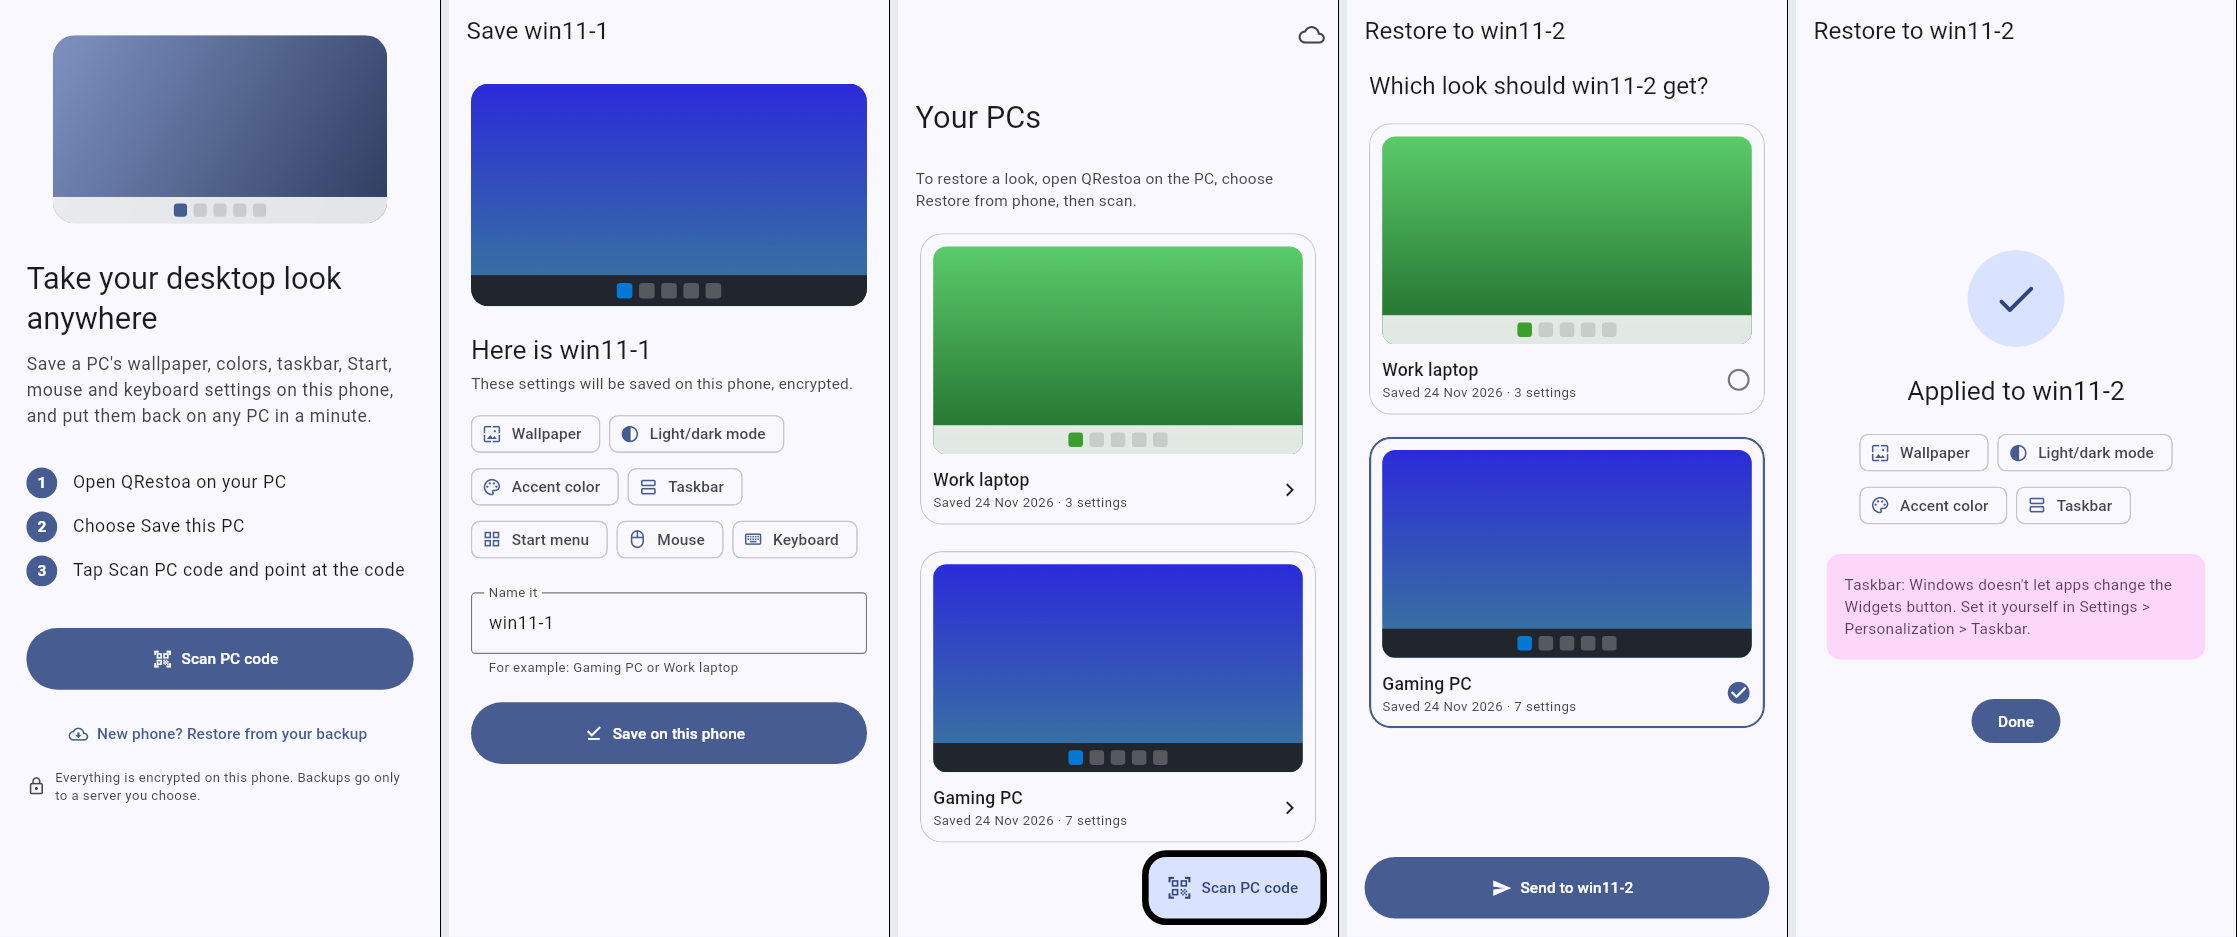 Take your desktop look
anywhere
Save a PC's wallpaper, colors, taskbar, Start,
mouse and keyboard settings on this phone,
and put them back on any PC in a minute.
1 Open QRestoa on your PC
2 Choose Save this PC
3 Tap Scan PC code and point at the code
Scan PC code
New phone? Restore from your backup
Everything is encrypted on this phone. Backups go only
to a server you choose.
Save win11-1
Here is win11-1
These settings will be saved on this phone, encrypted.
Wallpaper Light/dark mode
Accent color Taskbar
Start menu Mouse Keyboard
Name it
win11-1
For example: Gaming PC or Work laptop
Save on this phone
Your PCs
To restore a look, open QRestoa on the PC, choose
Restore from phone, then scan.
Work laptop
Saved 24 Nov 2026 · 3 settings
Gaming PC
Saved 24 Nov 2026 · 7 settings
Scan PC code
Restore to win11-2
Which look should win11-2 get?
Work laptop
Saved 24 Nov 2026 · 3 settings
Gaming PC
Saved 24 Nov 2026 · 7 settings
Send to win11-2
Restore to win11-2
Applied to win11-2
Wallpaper Light/dark mode
Accent color Taskbar
Taskbar: Windows doesn't let apps change the
Widgets button. Set it yourself in Settings >
Personalization > Taskbar.
Done